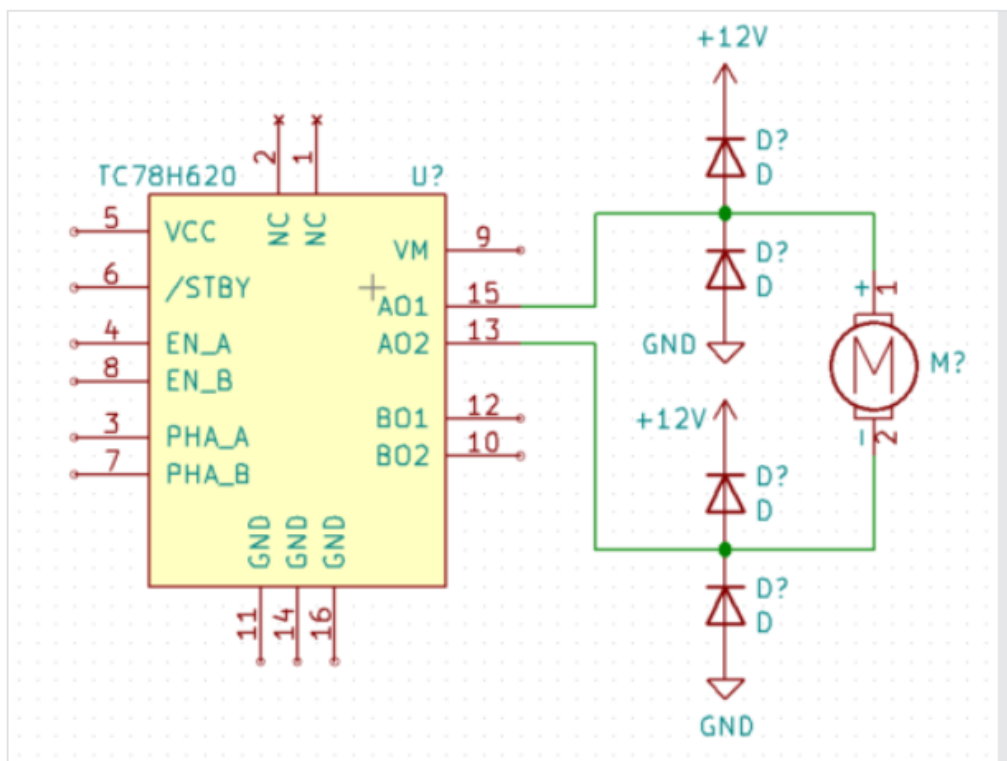 +12V
D?
D
TC78H620
U?
2
1
NC
NC
5
VCC
VM
9
6
/STBY
AO1
15
4
EN_A
AO2
13
8
EN_B
3
PHA_A
BO1
12
7
PHA_B
BO2
10
GND
GND
GND
11
14
16
D?
D
GND
+
1
M
M?
-
2
+12V
D?
D
D?
D
GND